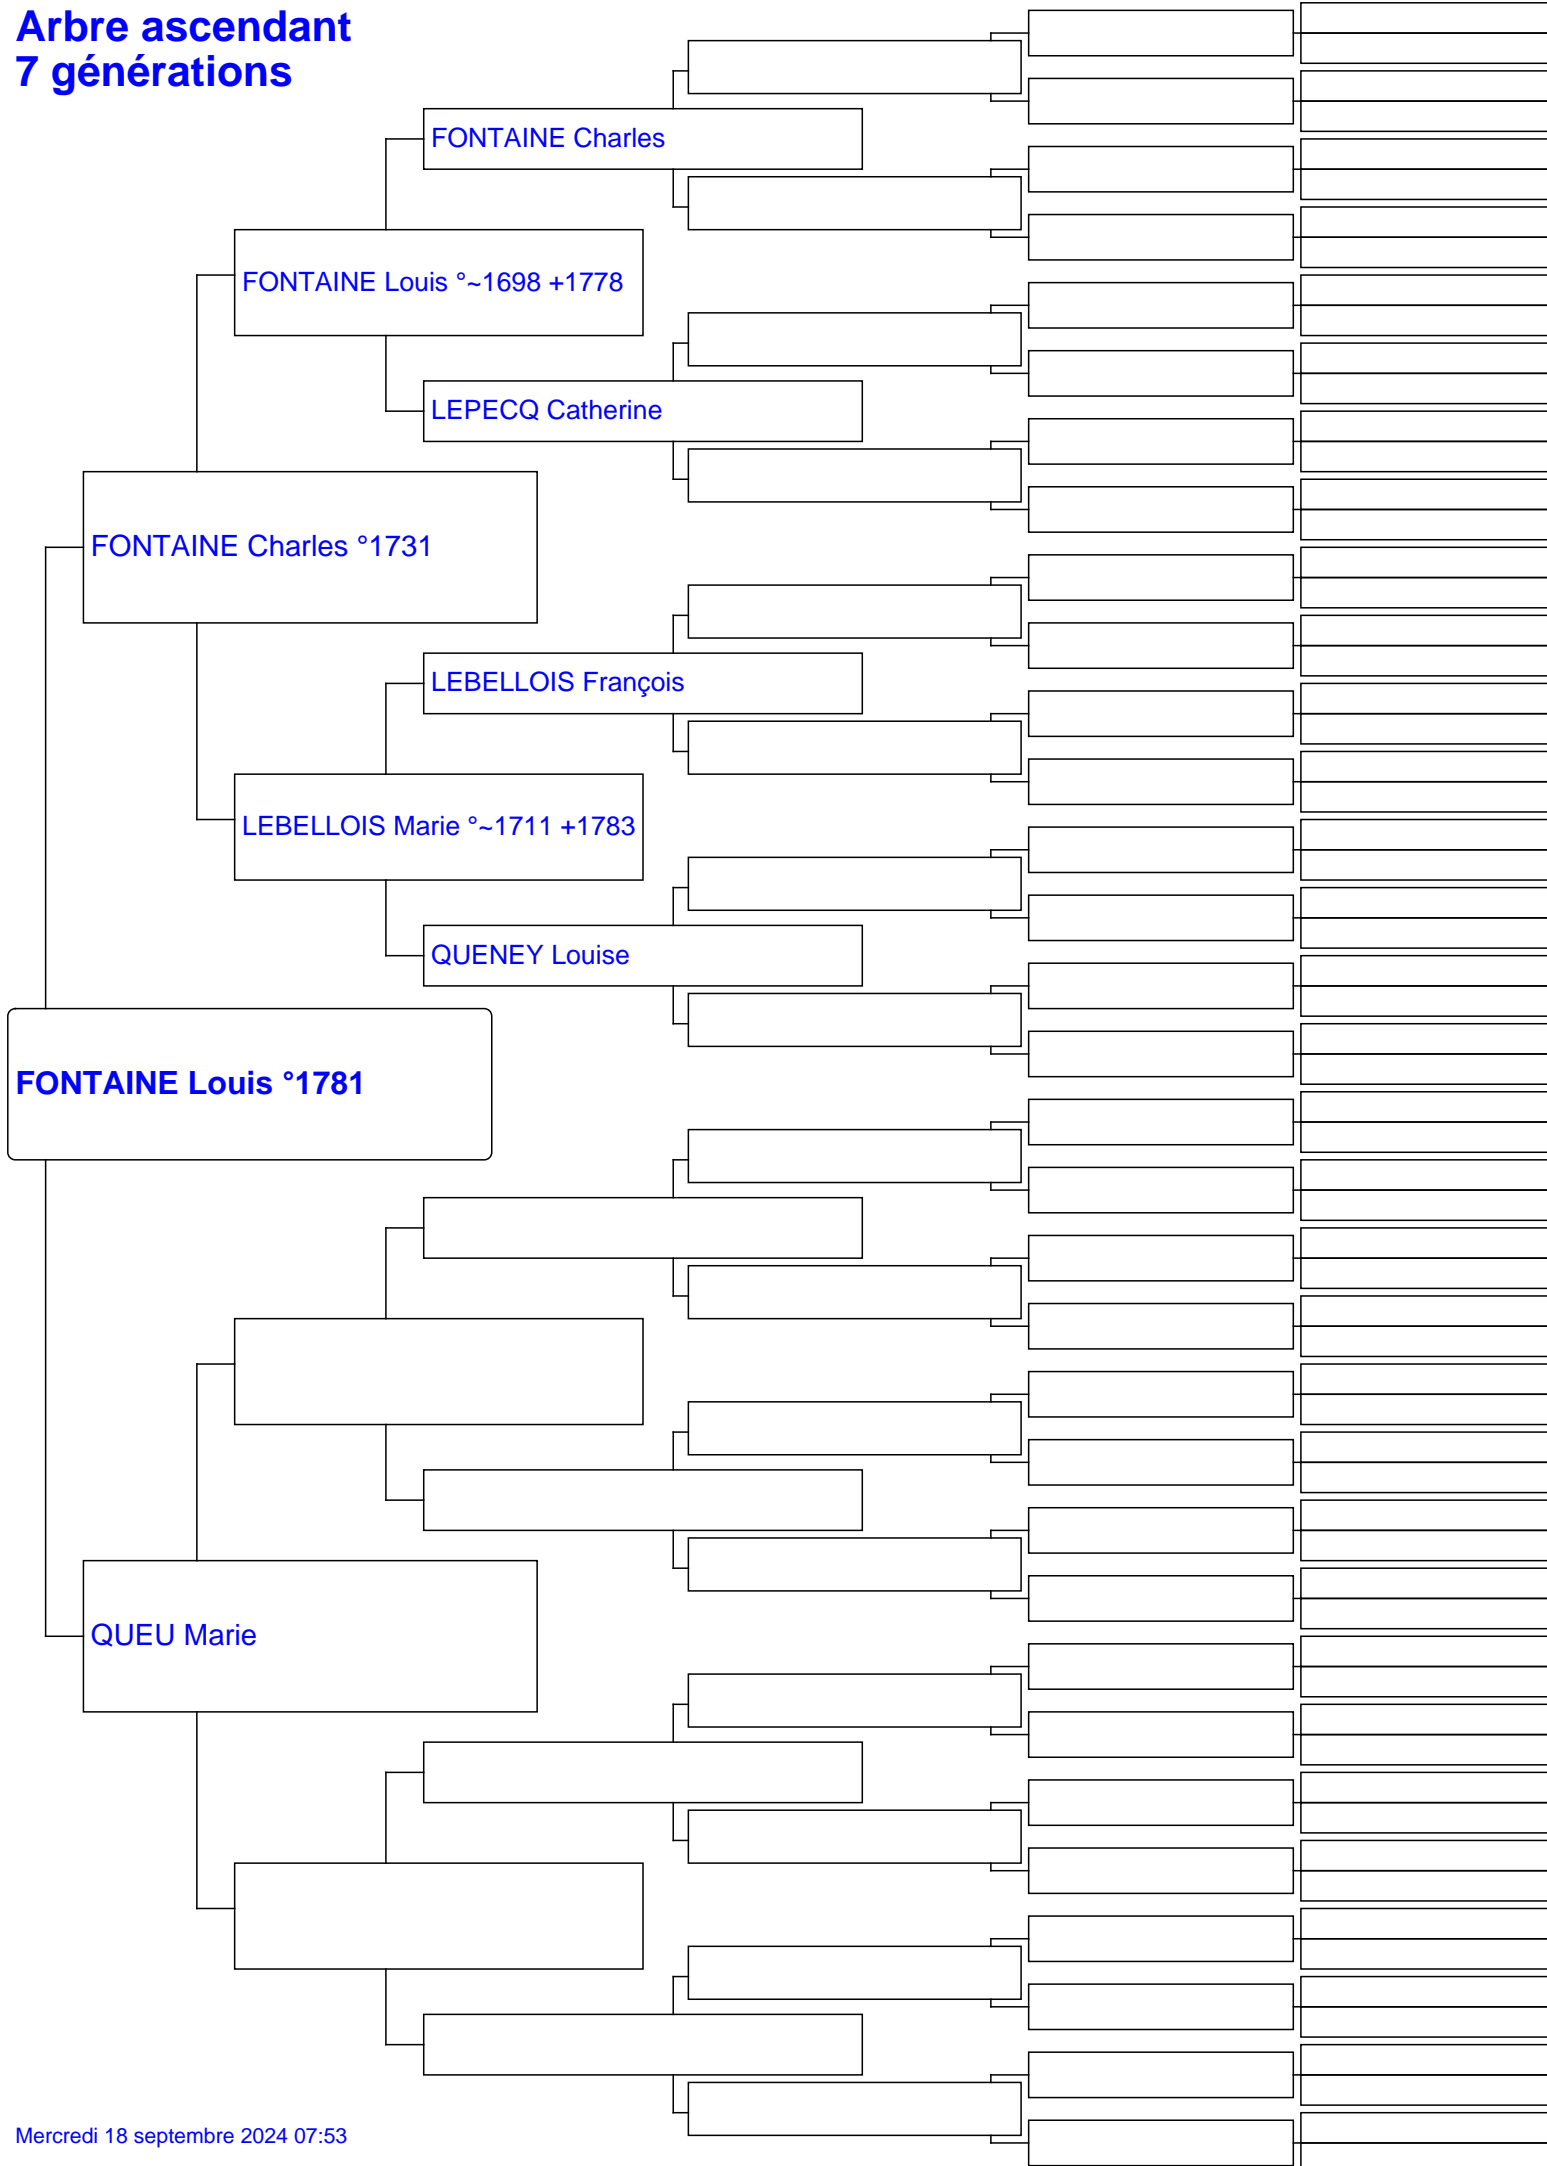 Arbre ascendant
7 générations
FONTAINE Charles
FONTAINE Louis °~1698 +1778
LEPECQ Catherine
FONTAINE Charles °1731
LEBELLOIS François
LEBELLOIS Marie °~1711 +1783
QUENEY Louise
FONTAINE Louis °1781
QUEU Marie
Mercredi 18 septembre 2024 07:53